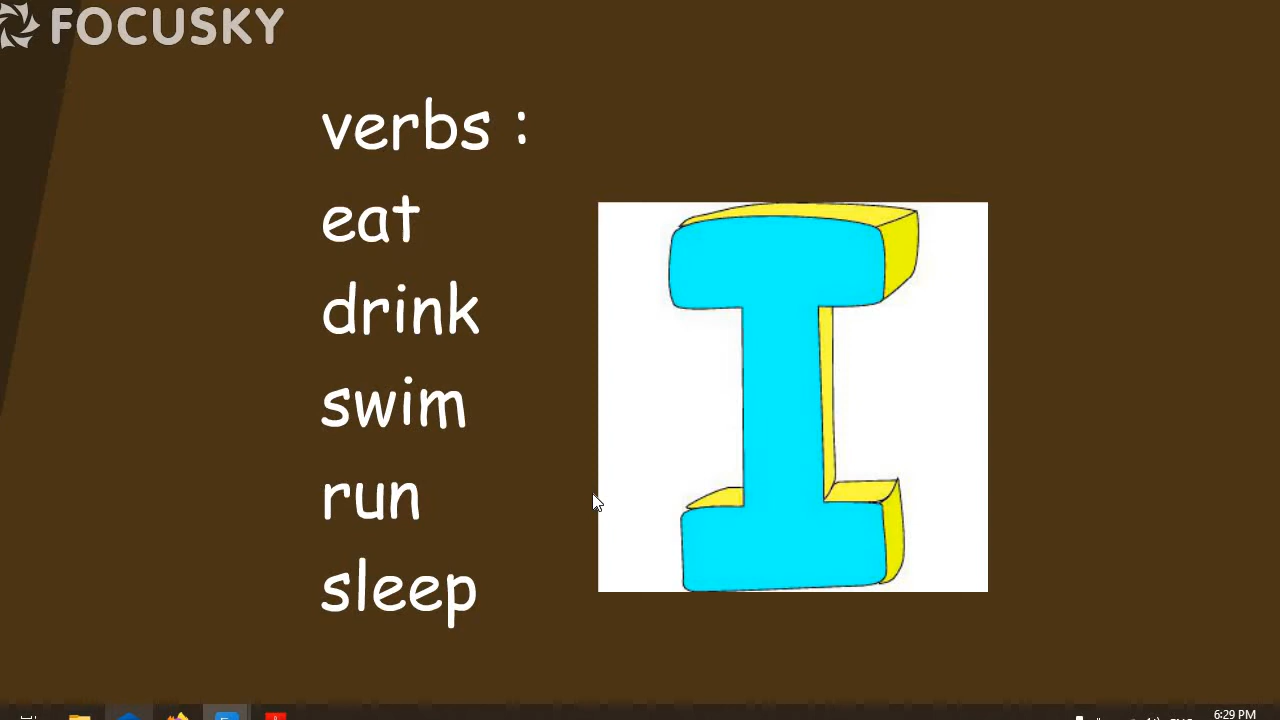 FOCUSKY
verbs :
eat
drink
swim
run
sleep
I
6:29 PM